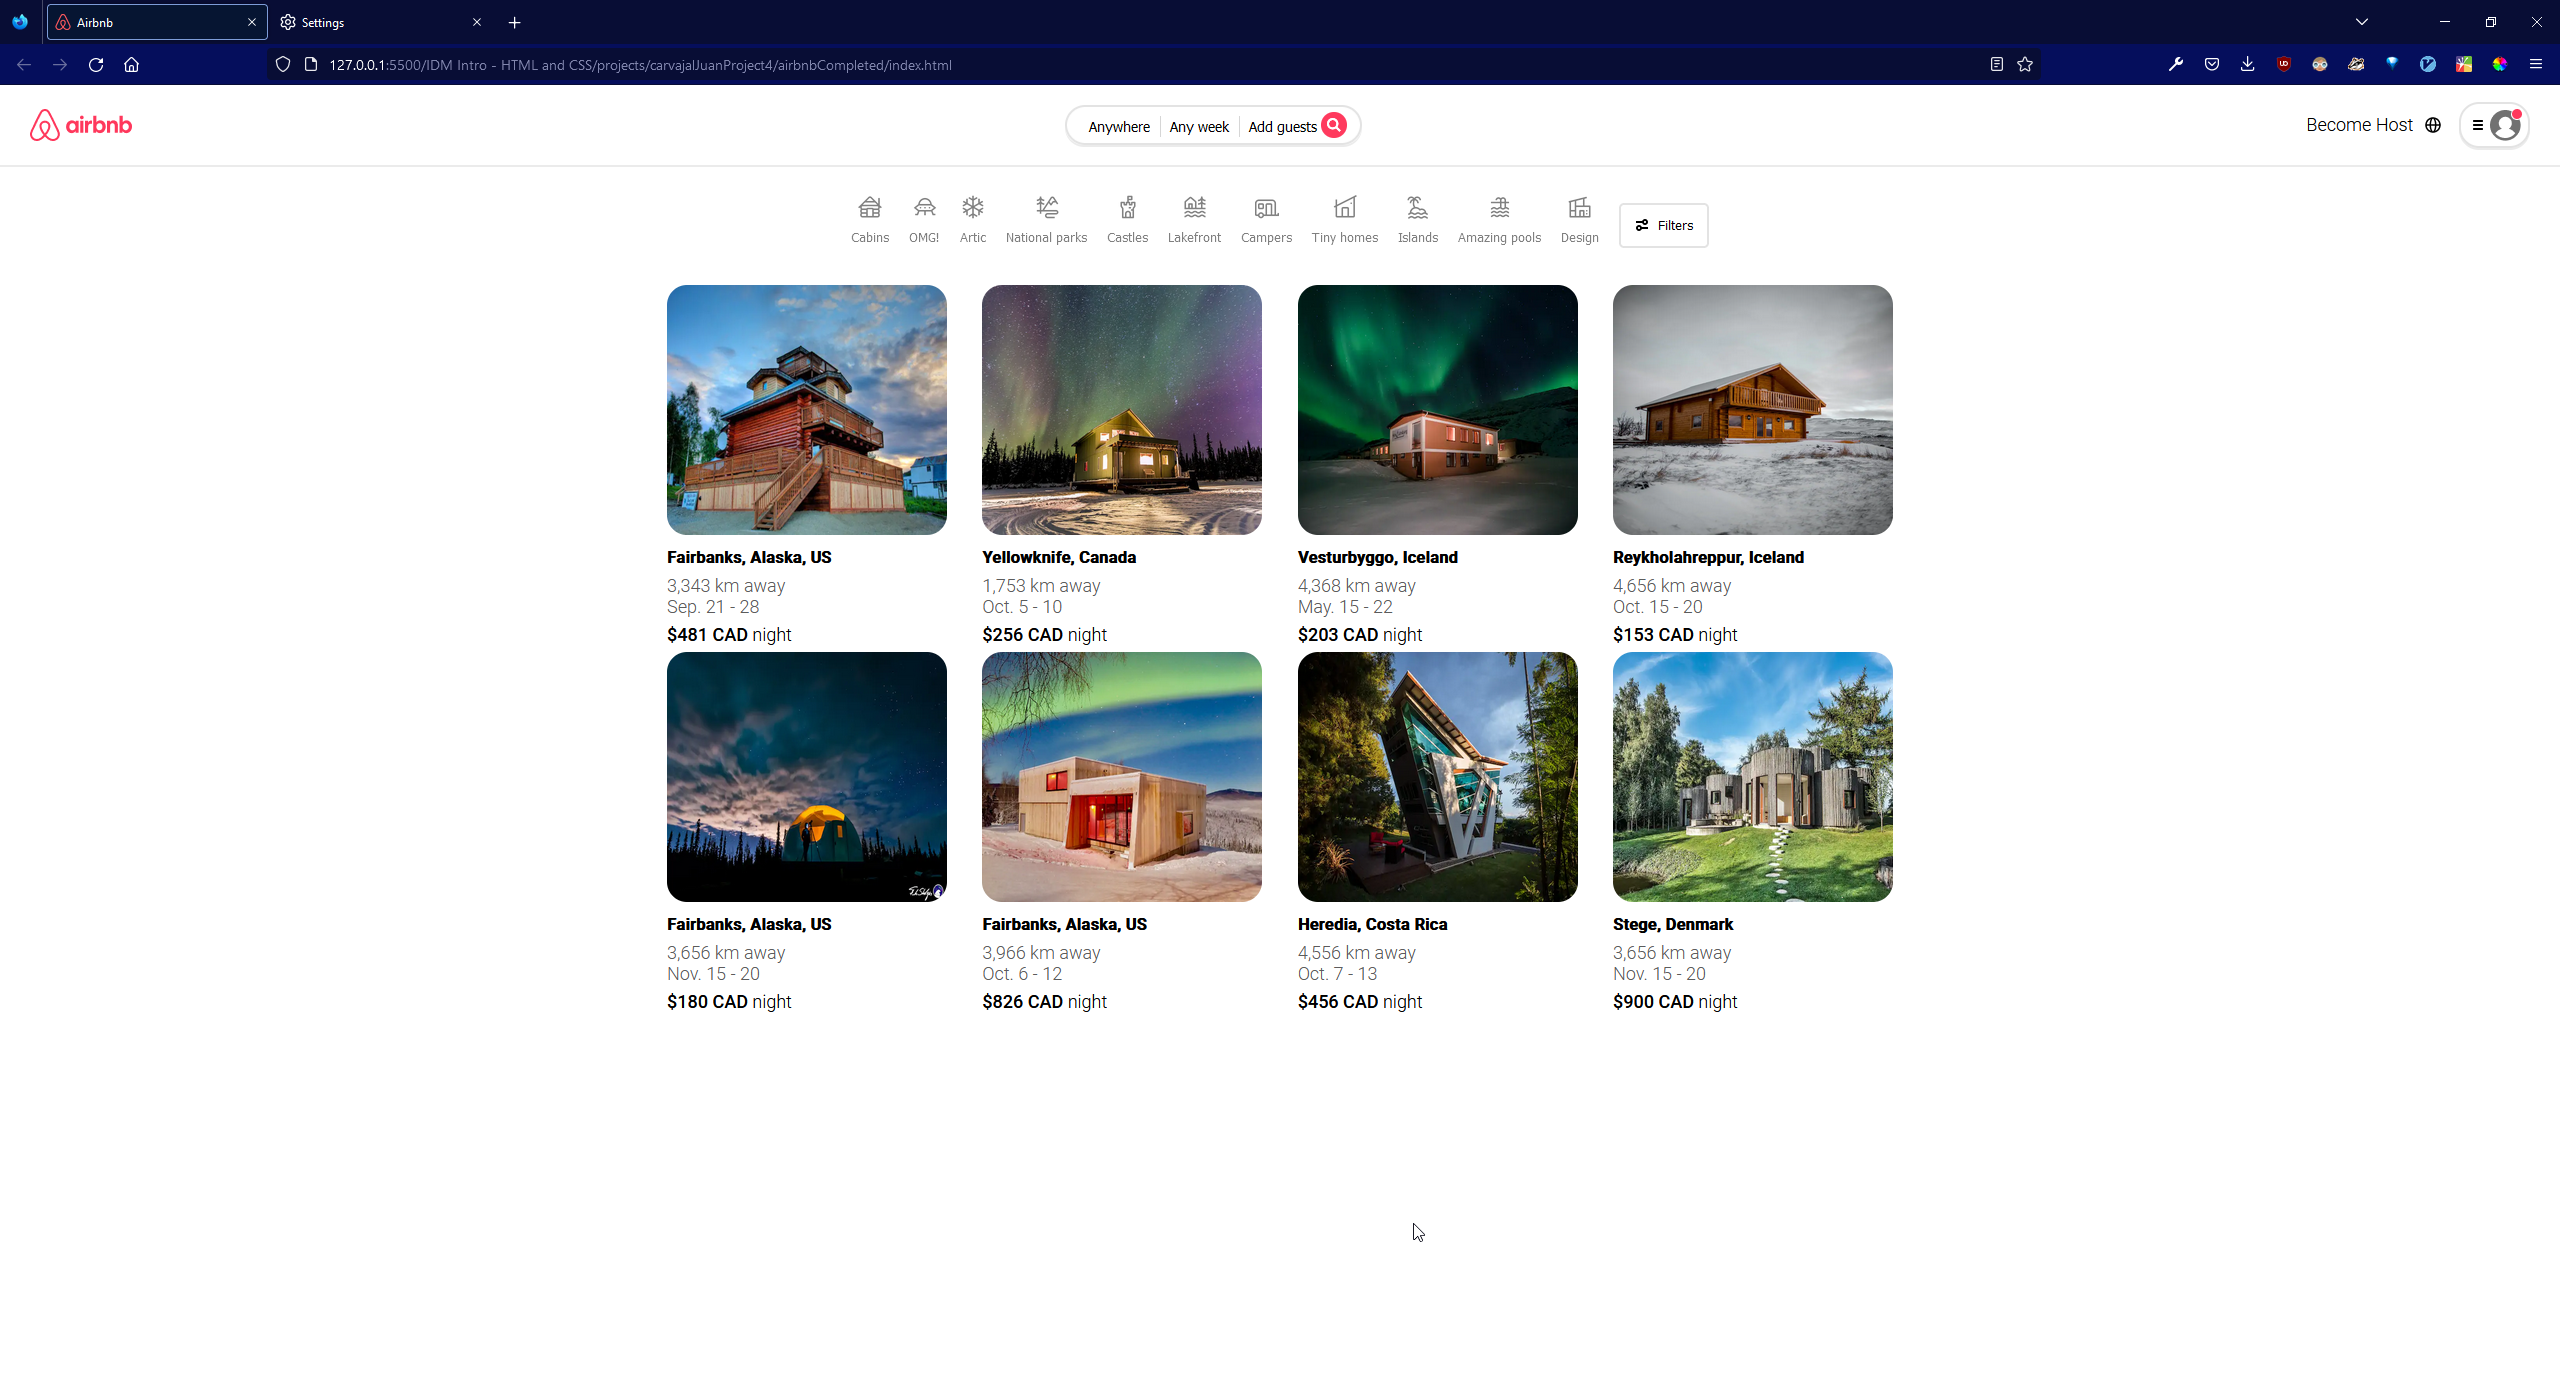 Airbnb
Settings
127.0.0.1:5500/IDM Intro - HTML and CSS/projects/carvajalJuanProject4/airbnbCompleted/index.html
airbnb
Anywhere Any week Add guests
Become Host
Cabins OMG! Artic National parks Castles Lakefront Campers Tiny homes Islands Amazing pools Design Filters
Fairbanks, Alaska, US
3,343 km away
Sep. 21 - 28
$481 CAD night
Yellowknife, Canada
1,753 km away
Oct. 5 - 10
$256 CAD night
Vesturbyggo, Iceland
4,368 km away
May. 15 - 22
$203 CAD night
Reykholahreppur, Iceland
4,656 km away
Oct. 15 - 20
$153 CAD night
Fairbanks, Alaska, US
3,656 km away
Nov. 15 - 20
$180 CAD night
Fairbanks, Alaska, US
3,966 km away
Oct. 6 - 12
$826 CAD night
Heredia, Costa Rica
4,556 km away
Oct. 7 - 13
$456 CAD night
Stege, Denmark
3,656 km away
Nov. 15 - 20
$900 CAD night